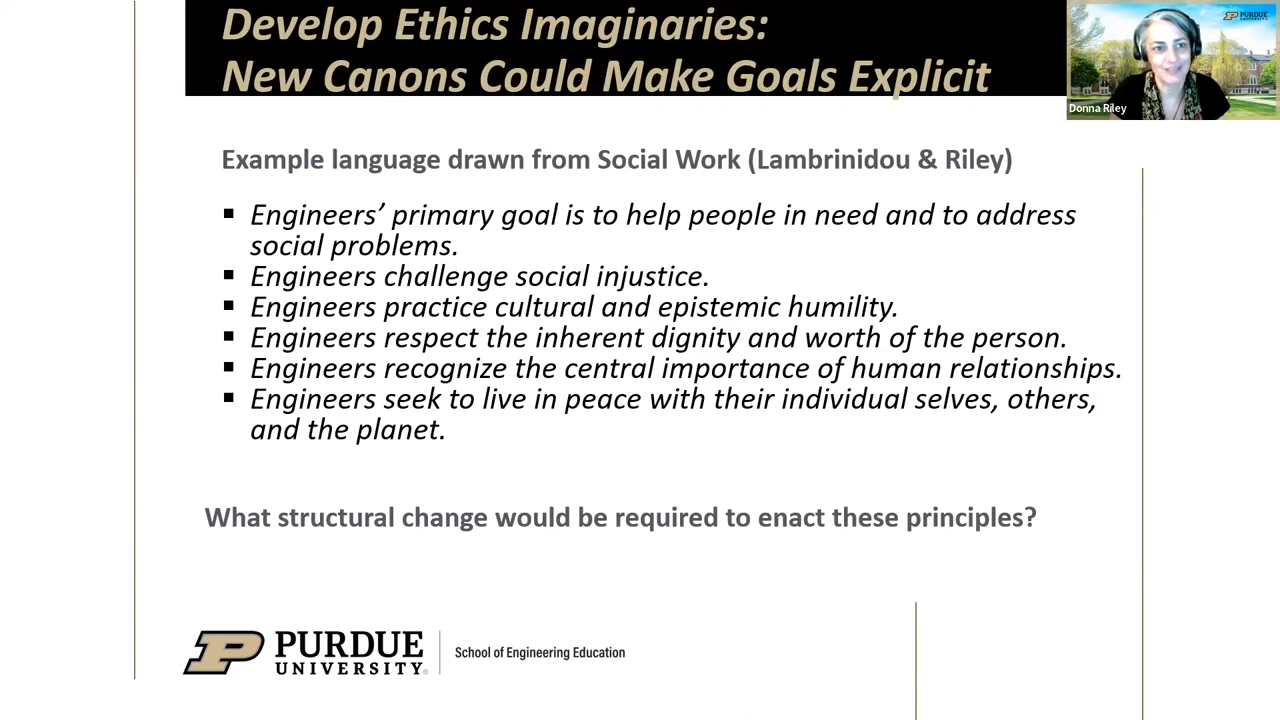 Develop Ethics Imaginaries:
New Canons Could Make Goals Explicit
PURDUE
UNIVERSITY
Donna Riley
Example language drawn from Social Work (Lambrinidou & Riley)
▪ Engineers’ primary goal is to help people in need and to address
social problems.
▪ Engineers challenge social injustice.
▪ Engineers practice cultural and epistemic humility.
▪ Engineers respect the inherent dignity and worth of the person.
▪ Engineers recognize the central importance of human relationships.
▪ Engineers seek to live in peace with their individual selves, others,
and the planet.
What structural change would be required to enact these principles?
PURDUE
UNIVERSITY®
School of Engineering Education